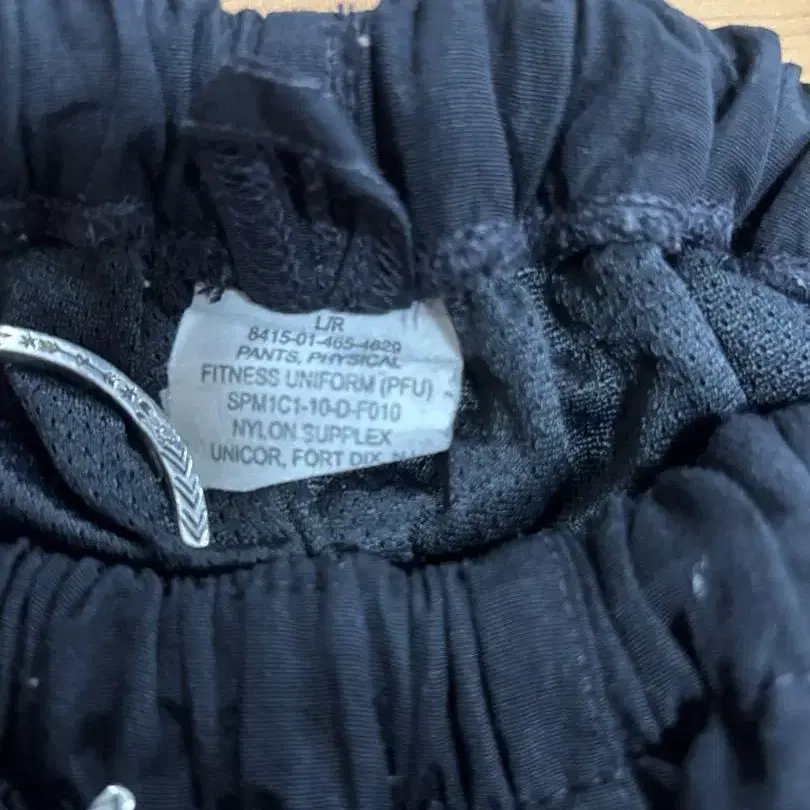 L/R
8415-01-465-4629
PANTS, PHYSICAL
FITNESS UNIFORM (PFU)
SPM1C1-10-D-F010
NYLON SUPPLEX
UNICOR, FORT DIX,